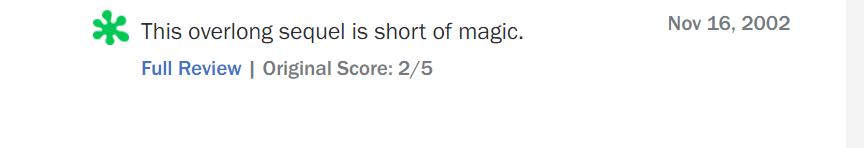 This overlong sequel is short of magic.
Nov 16, 2002
Full Review | Original Score: 2/5